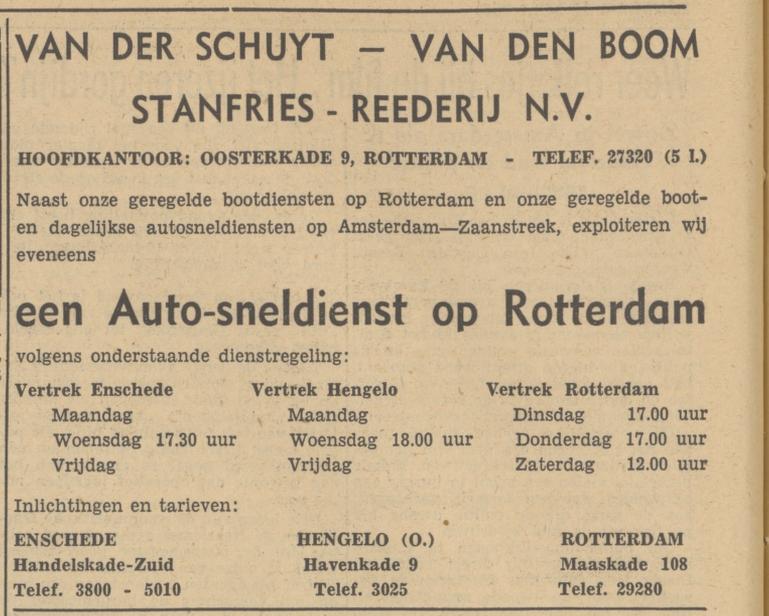 VAN DER SCHUYT — VAN DEN BOOM
STANFRIES - REEDERIJ N.V.
HOOFDKANTOOR: OOSTERKADE 9, ROTTERDAM - TELEF. 27320 (5 l.)
Naast onze geregelde bootdiensten op Rotterdam en onze geregelde boot-
en dagelijkse autosneldiensten op Amsterdam—Zaanstreek, exploiteren wij
eveneens
een Auto-sneldienst op Rotterdam
volgens onderstaande dienstregeling:
Vertrek Enschede Vertrek Hengelo Vertrek Rotterdam
Maandag Maandag Dinsdag 17.00 uur
Woensdag 17.30 uur Woensdag 18.00 uur Donderdag 17.00 uur
Vrijdag Vrijdag Zaterdag 12.00 uur
Inlichtingen en tarieven:
ENSCHEDE HENGELO (O.) ROTTERDAM
Handelskade-Zuid Havenkade 9 Maaskade 108
Telef. 3800 - 5010 Telef. 3025 Telef. 29280